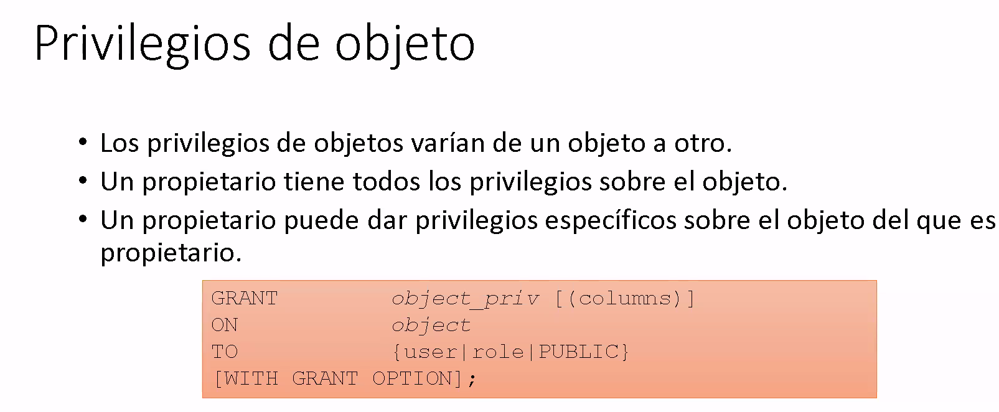 Privilegios de objeto
• Los privilegios de objetos varían de un objeto a otro.
• Un propietario tiene todos los privilegios sobre el objeto.
• Un propietario puede dar privilegios específicos sobre el objeto del que es
propietario.
GRANT object_priv [(columns)]
ON object
TO {user|role|PUBLIC}
[WITH GRANT OPTION];